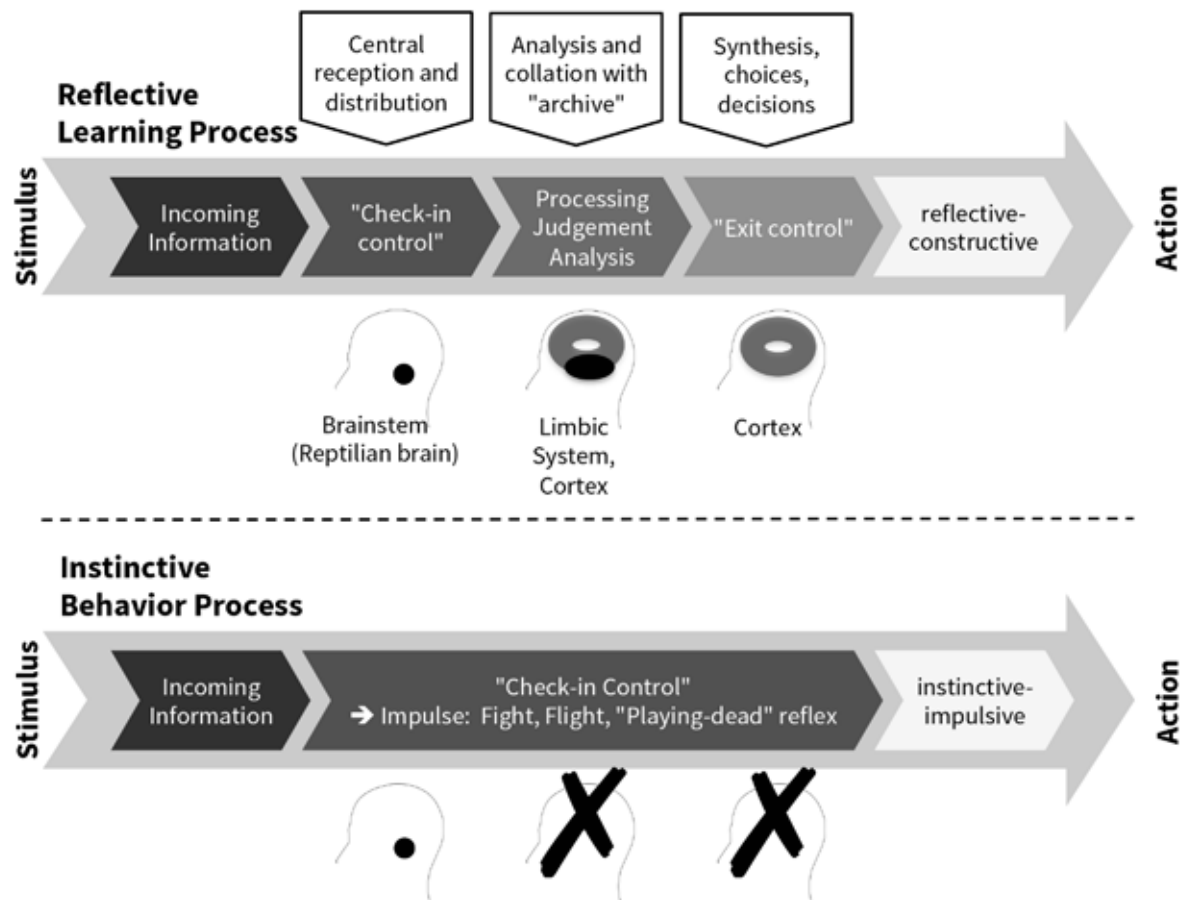 Reflective
Learning Process
Central
reception and
distribution
Analysis and
collation with
"archive"
Synthesis,
choices,
decisions
Stimulus
Incoming
Information
"Check-in
control"
Processing
Judgement
Analysis
"Exit control"
reflective-
constructive
Action
Brainstem
(Reptilian brain)
Limbic
System,
Cortex
Cortex
Instinctive
Behavior Process
Stimulus
Incoming
Information
"Check-in Control"
➔ Impulse: Fight, Flight, "Playing-dead" reflex
instinctive-
impulsive
Action